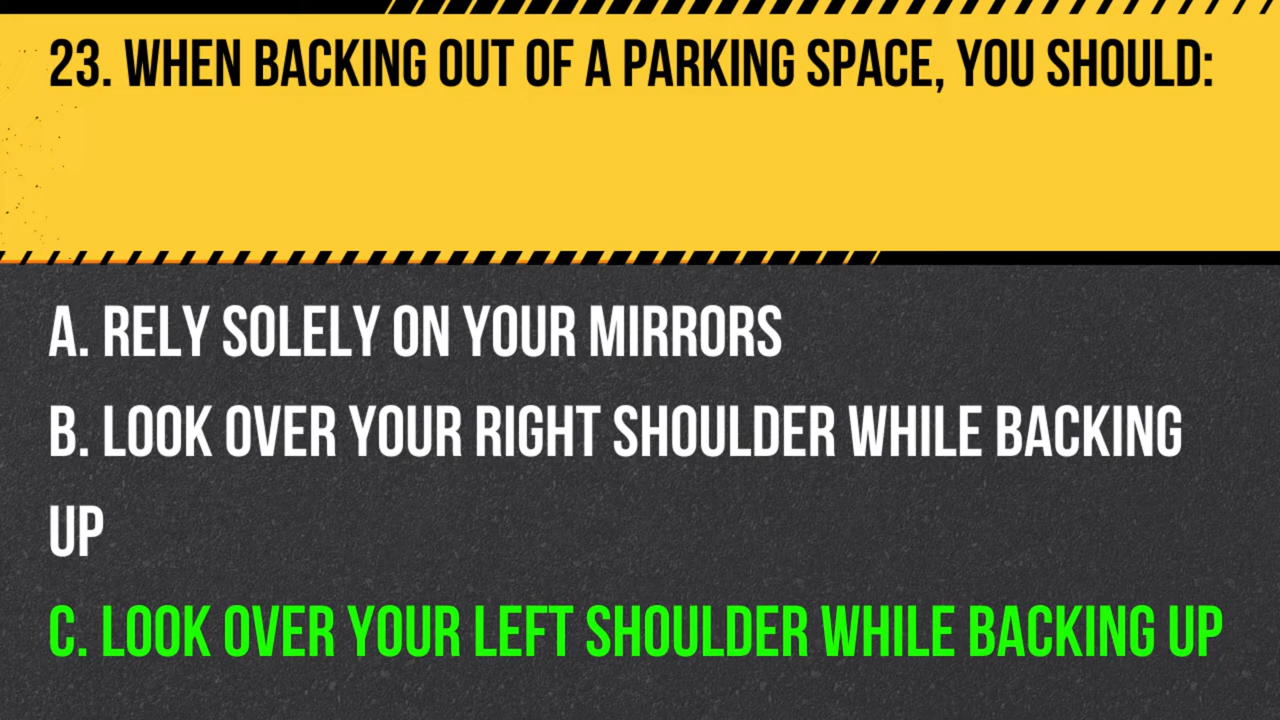 23. WHEN BACKING OUT OF A PARKING SPACE, YOU SHOULD:
A. RELY SOLELY ON YOUR MIRRORS
B. LOOK OVER YOUR RIGHT SHOULDER WHILE BACKING
UP
C. LOOK OVER YOUR LEFT SHOULDER WHILE BACKING UP